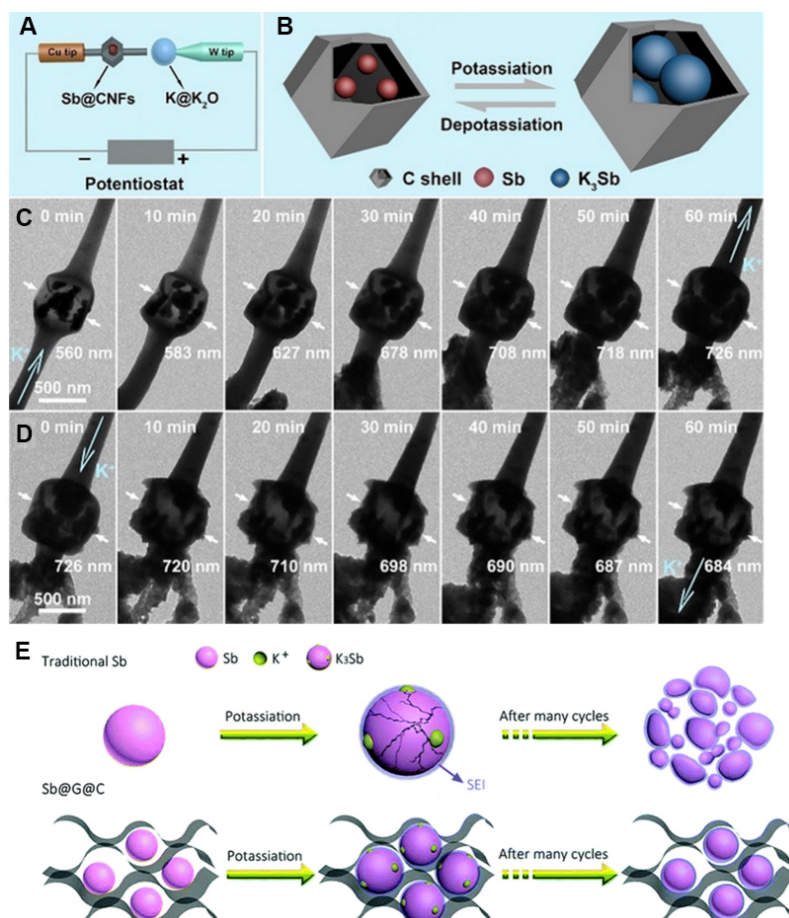 A
Cu tip
W tip
Sb@CNFs
K@K₂O
− +
Potentiostat
B
Potassiation
Depotassiation
C shell Sb K₃Sb
C
0 min 10 min 20 min 30 min 40 min 50 min 60 min
K⁺
K⁺
560 nm 583 nm 627 nm 678 nm 708 nm 718 nm 726 nm
500 nm
D
0 min 10 min 20 min 30 min 40 min 50 min 60 min
K⁺
726 nm 720 nm 710 nm 698 nm 690 nm 687 nm 684 nm
K⁺
500 nm
E
Traditional Sb
Sb K⁺ K₃Sb
Potassiation
After many cycles
SEI
Sb@G@C
Potassiation
After many cycles